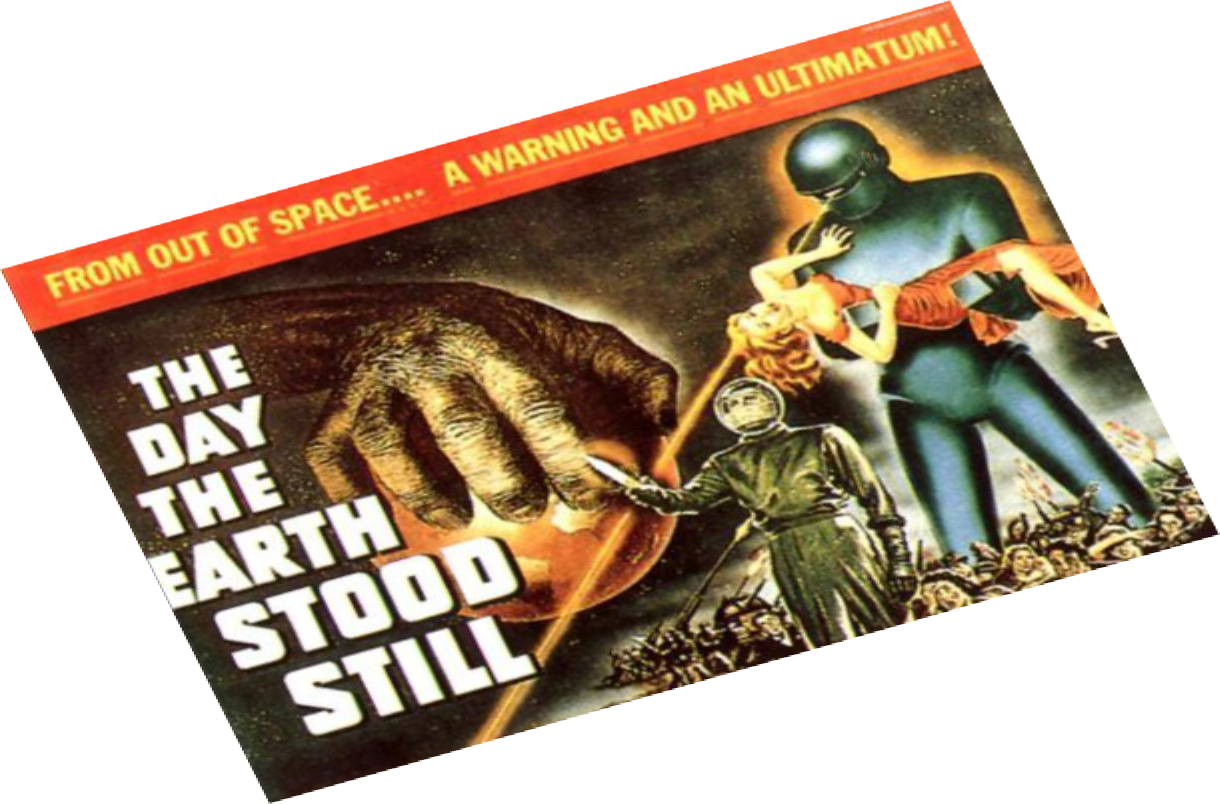 FROM OUT OF SPACE.... A WARNING AND AN ULTIMATUM!
THE
DAY
THE
EARTH
STOOD
STILL